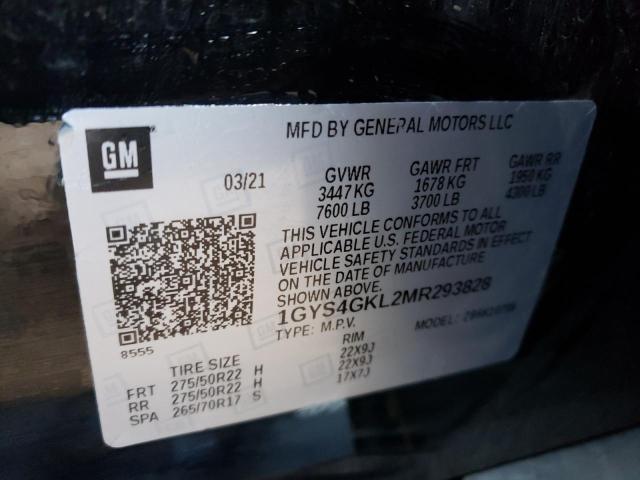 GM
MFD BY GENERAL MOTORS LLC
03/21
GVWR
3447 KG
7600 LB
GAWR FRT
1678 KG
3700 LB
GAWR RR
1950 KG
4300 LB
THIS VEHICLE CONFORMS TO ALL
APPLICABLE U.S. FEDERAL MOTOR
VEHICLE SAFETY STANDARDS IN EFFECT
ON THE DATE OF MANUFACTURE
SHOWN ABOVE.
1GYS4GKL2MR293828
TYPE: M.P.V.
MODEL:
8555
TIRE SIZE
RIM
FRT 275/50R22 H 22X9J
RR 275/50R22 H 22X9J
SPA 265/70R17 S 17X7J